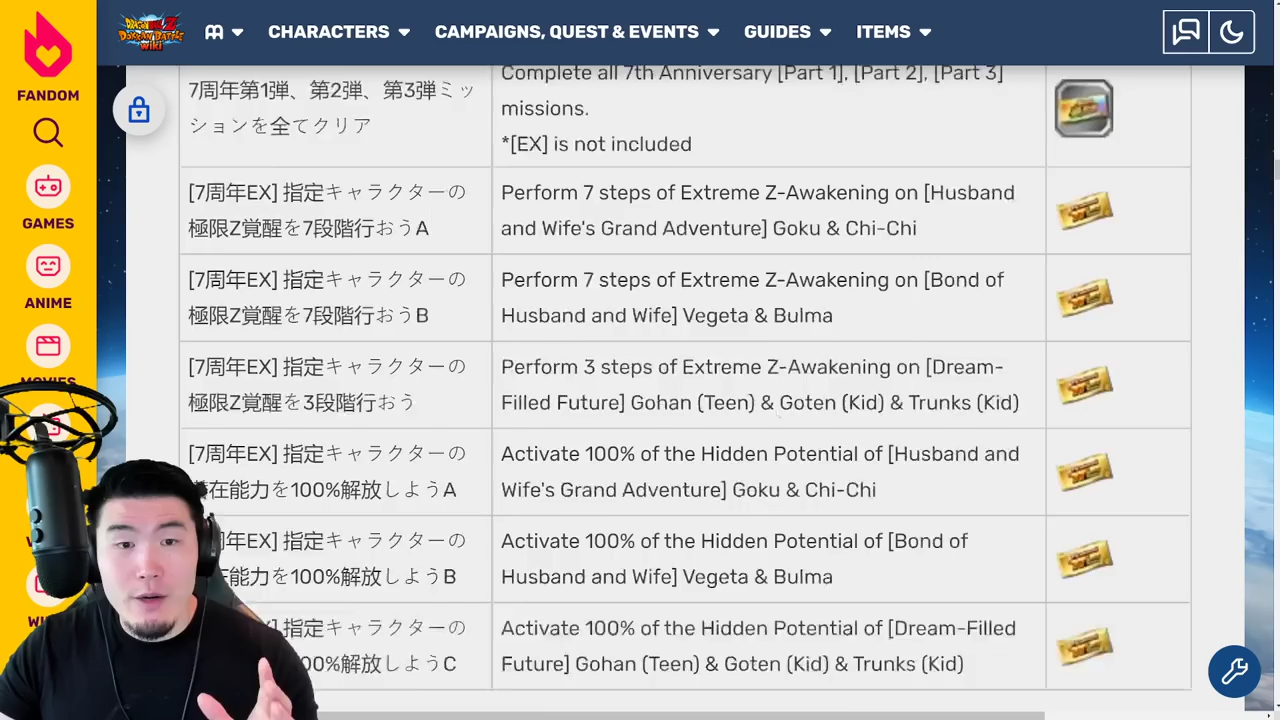 DRAGON BALL Z
DOKKAN BATTLE
WIKI
CHARACTERS
CAMPAIGNS, QUEST & EVENTS
GUIDES
ITEMS
FANDOM
GAMES
ANIME
MOVIES
7周年第1弾、第2弾、第3弾ミッ
ションを全てクリア
Complete all 7th Anniversary [Part 1], [Part 2], [Part 3]
missions.
*[EX] is not included
[7周年EX] 指定キャラクターの
極限Z覚醒を7段階行おうA
Perform 7 steps of Extreme Z-Awakening on [Husband
and Wife's Grand Adventure] Goku & Chi-Chi
[7周年EX] 指定キャラクターの
極限Z覚醒を7段階行おうB
Perform 7 steps of Extreme Z-Awakening on [Bond of
Husband and Wife] Vegeta & Bulma
[7周年EX] 指定キャラクターの
極限Z覚醒を3段階行おう
Perform 3 steps of Extreme Z-Awakening on [Dream-
Filled Future] Gohan (Teen) & Goten (Kid) & Trunks (Kid)
[7周年EX] 指定キャラクターの
在能力を100%解放しようA
Activate 100% of the Hidden Potential of [Husband and
Wife's Grand Adventure] Goku & Chi-Chi
周年EX] 指定キャラクターの
在能力を100%解放しようB
Activate 100% of the Hidden Potential of [Bond of
Husband and Wife] Vegeta & Bulma
指定キャラクターの
00%解放しようC
Activate 100% of the Hidden Potential of [Dream-Filled
Future] Gohan (Teen) & Goten (Kid) & Trunks (Kid)